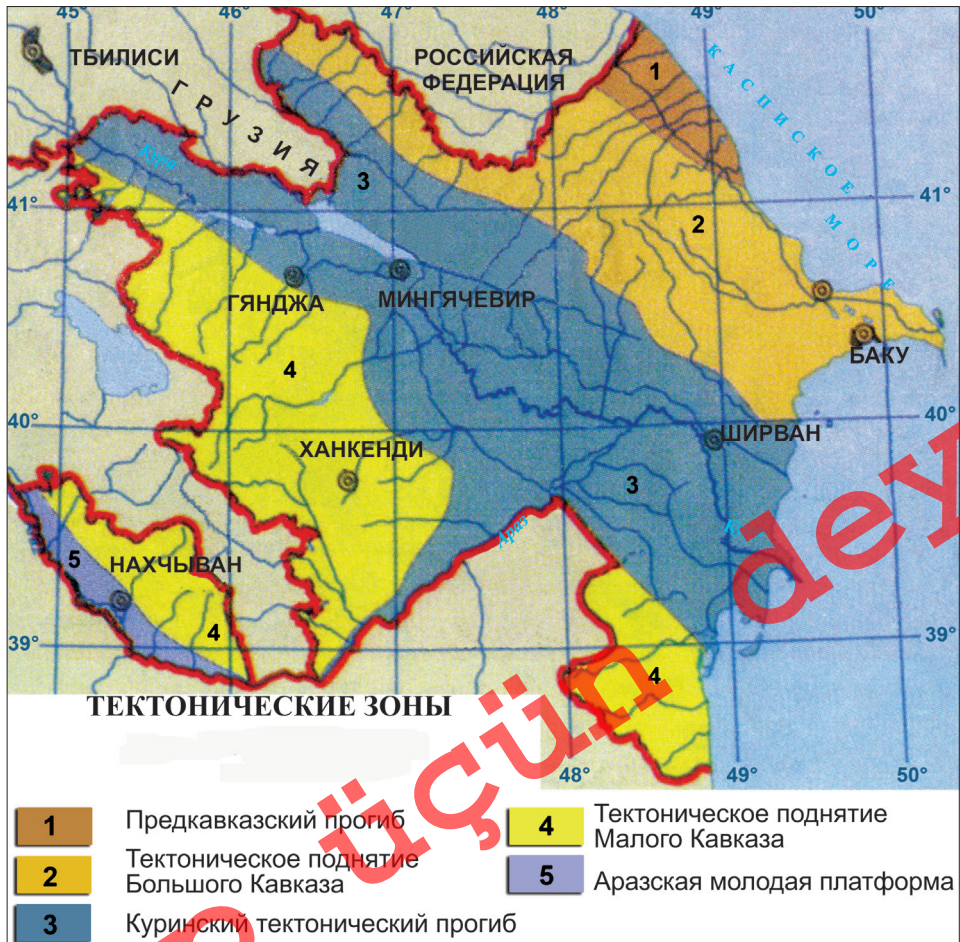 45° 46° 47° 48° 49° 50°
ТБИЛИСИ
РОССИЙСКАЯ
ФЕДЕРАЦИЯ
1
КАСПИСКОЕ МОРЕ
ГРУЗИЯ
Кура
3
41° 41°
2
ГЯНДЖА
МИНГЯЧЕВИР
БАКУ
4
40° 40°
ХАНКЕНДИ
ШИРВАН
3
Араз
К
dey
5
НАХЧЫВАН
4
39° 39°
4
üçün
ТЕКТОНИЧЕСКИЕ ЗОНЫ
48° 49° 50°
1 Предкавказский прогиб
2 Тектоническое поднятие
Большого Кавказа
3 Куринский тектонический прогиб
4 Тектоническое поднятие
Малого Кавказа
5 Аразская молодая платформа